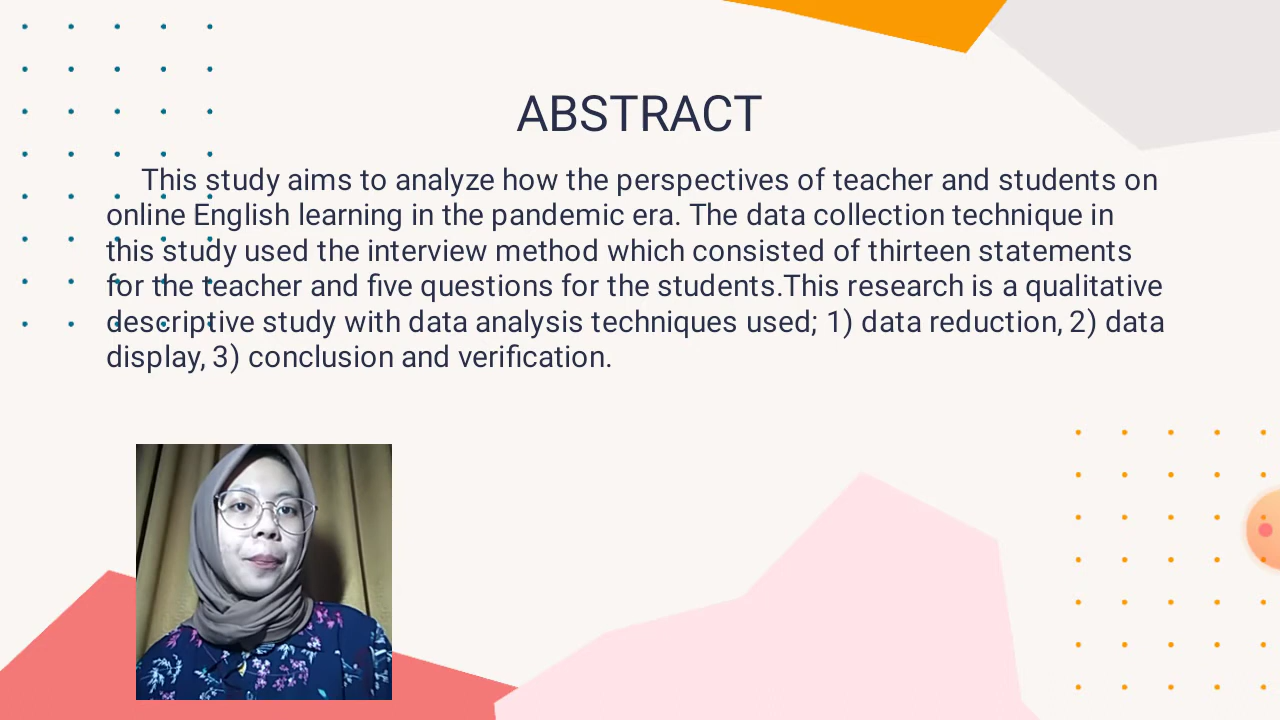 ABSTRACT
This study aims to analyze how the perspectives of teacher and students on
online English learning in the pandemic era. The data collection technique in
this study used the interview method which consisted of thirteen statements
for the teacher and five questions for the students.This research is a qualitative
descriptive study with data analysis techniques used; 1) data reduction, 2) data
display, 3) conclusion and verification.